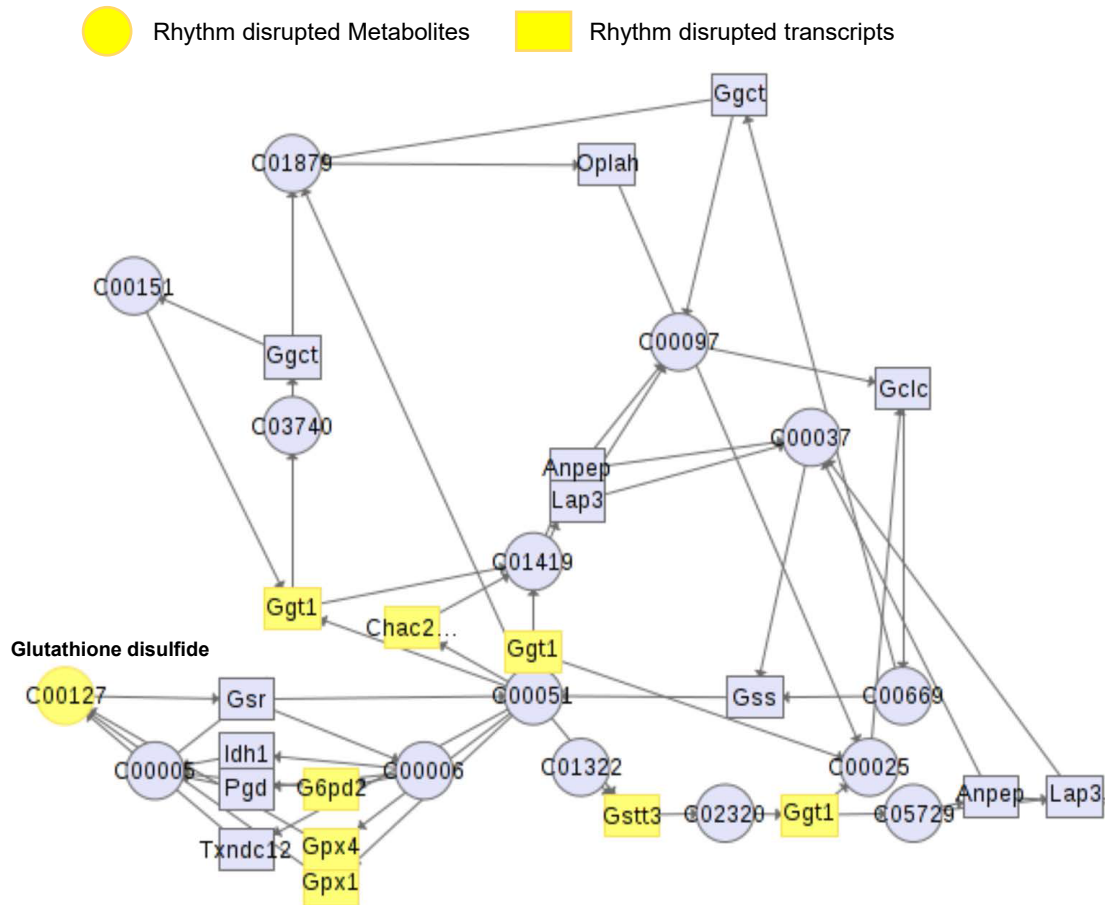 Rhythm disrupted Metabolites Rhythm disrupted transcripts
Ggct
C01879
Oplah
C00151
C00097
Ggct
Gclc
C03740
C00037
Anpep
Lap3
C01419
Ggt1
Chac2...
Ggt1
Glutathione disulfide
C00127
Gsr
C00051
Gss
C00669
Idh1
C00005
C00006
C01322
C00025
Pgd
G6pd2
Anpep
Lap3
Gstt3
C02320
Ggt1
C05729
Txndc12
Gpx4
Gpx1